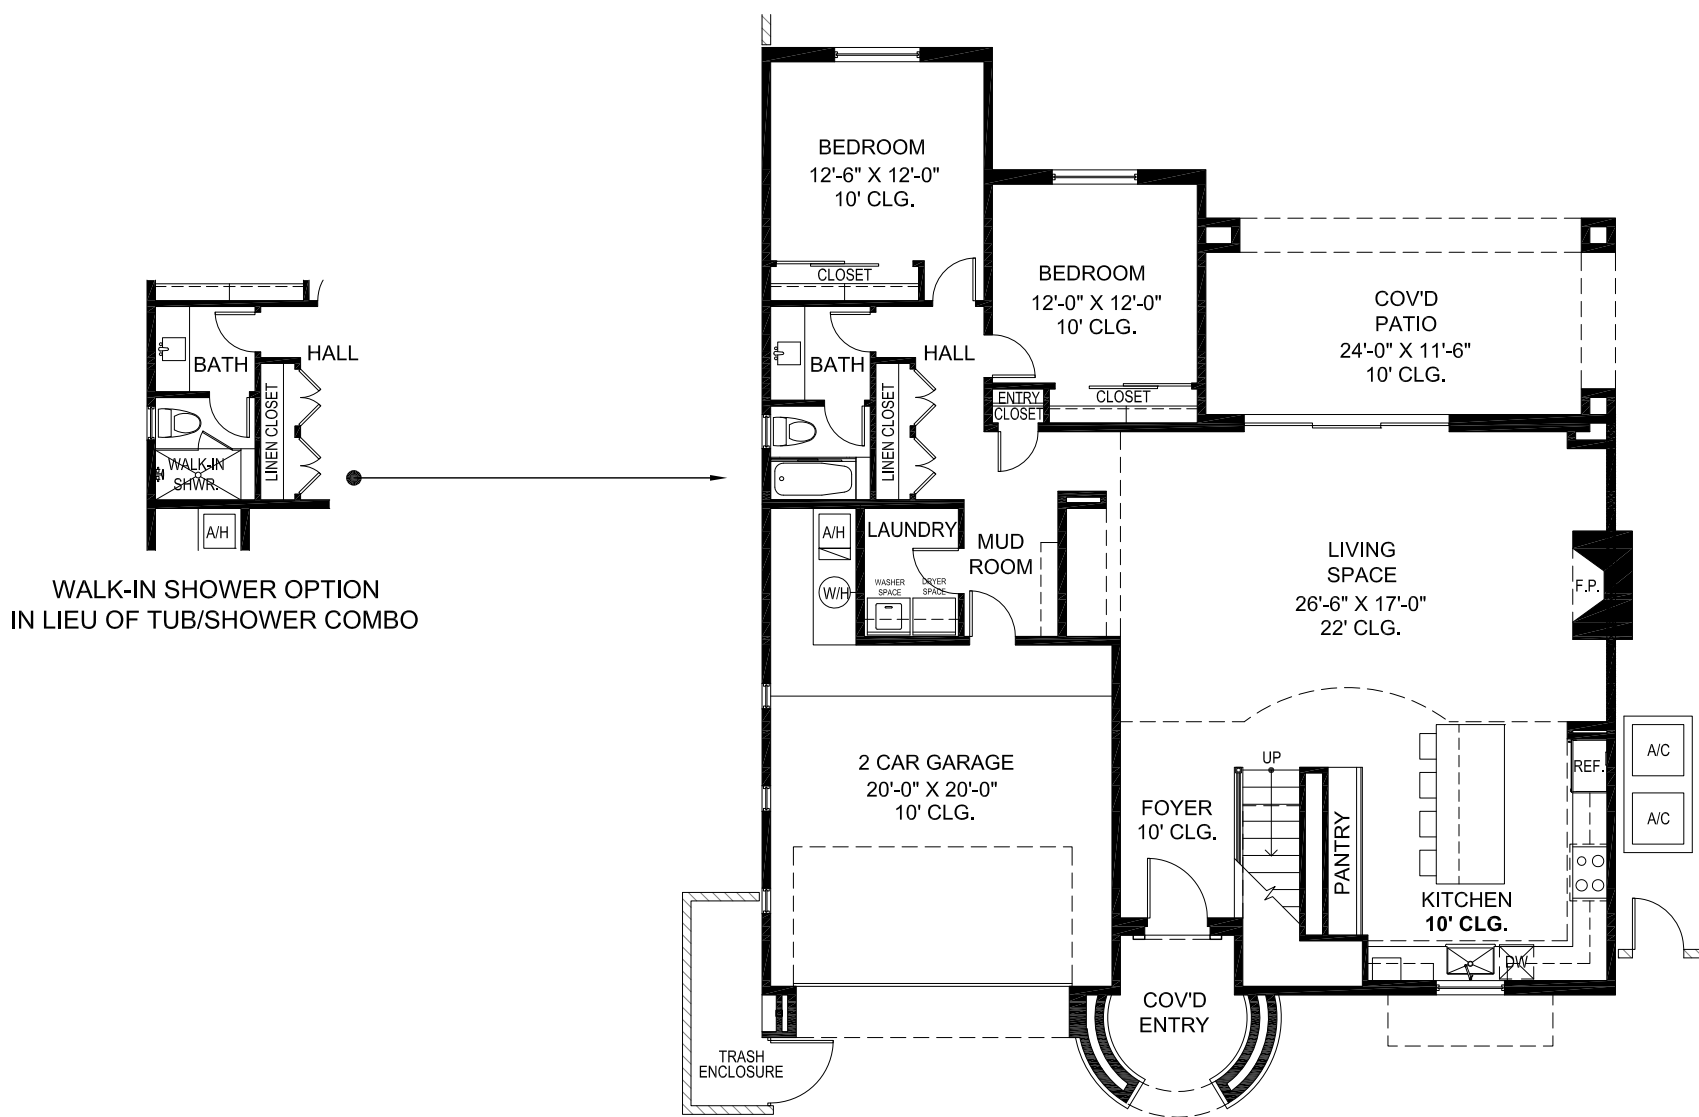 BEDROOM
12'-6" X 12'-0"
10' CLG.
CLOSET
BEDROOM
12'-0" X 12'-0"
10' CLG.
CLOSET
ENTRY
CLOSET
COV'D
PATIO
24'-0" X 11'-6"
10' CLG.
BATH
HALL
LINEN CLOSET
WALK-IN
SHWR.
A/H
WALK-IN SHOWER OPTION
IN LIEU OF TUB/SHOWER COMBO
BATH
HALL
LINEN CLOSET
A/H
W/H
LAUNDRY
WASHER
SPACE
DRYER
SPACE
MUD
ROOM
LIVING
SPACE
26'-6" X 17'-0"
22' CLG.
F.P.
2 CAR GARAGE
20'-0" X 20'-0"
10' CLG.
FOYER
10' CLG.
UP
PANTRY
REF.
A/C
A/C
KITCHEN
10' CLG.
DW
COV'D
ENTRY
TRASH
ENCLOSURE